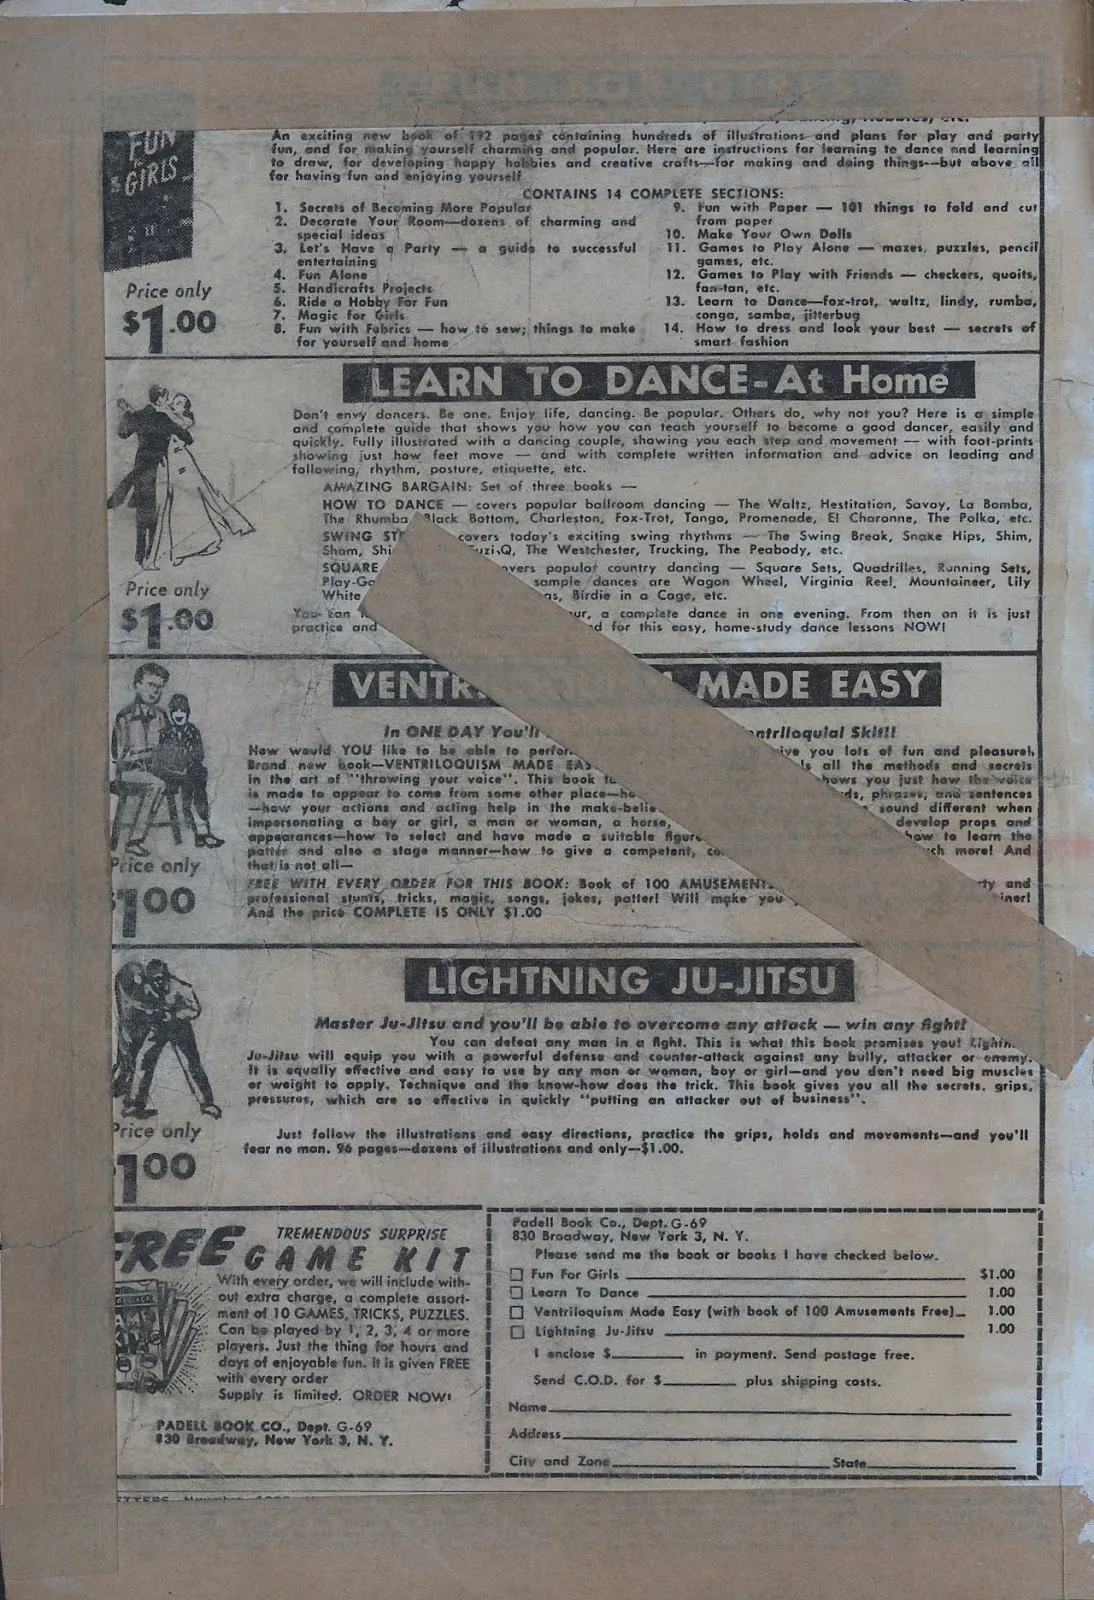 FUN
GIRLS
Price only
$1.00
An exciting new book of 192 pages containing hundreds of illustrations and plans for play and party
fun, and for making yourself charming and popular. Here are instructions for learning to dance and learning
to draw, for developing happy hobbies and creative crafts—for making and doing things—but above all
for having fun and enjoying yourself
CONTAINS 14 COMPLETE SECTIONS:
1. Secrets of Becoming More Popular
2. Decorate Your Room—dozens of charming and
special ideas
3. Let's Have a Party — a guide to successful
entertaining
4. Fun Alone
5. Handicrafts Projects
6. Ride a Hobby For Fun
7. Magic for Girls
8. Fun with Fabrics — how to sew; things to make
for yourself and home
9. Fun with Paper — 101 things to fold and cut
from paper
10. Make Your Own Dolls
11. Games to Play Alone — mazes, puzzles, pencil
games, etc.
12. Games to Play with Friends — checkers, quoits,
fan-tan, etc.
13. Learn to Dance—fox-trot, waltz, lindy, rumba,
conga, samba, jitterbug
14. How to dress and look your best — secrets of
smart fashion
LEARN TO DANCE-At Home
Price only
$1.00
Don't envy dancers. Be one. Enjoy life, dancing. Be popular. Others do, why not you? Here is a simple
and complete guide that shows you how you can teach yourself to become a good dancer, easily and
quickly. Fully illustrated with a dancing couple, showing you each step and movement — with foot-prints
showing just how feet move — and with complete written information and advice on leading and
following, rhythm, posture, etiquette, etc.
AMAZING BARGAIN: Set of three books —
HOW TO DANCE — covers popular ballroom dancing — The Waltz, Hestitation, Savoy, La Bomba,
The Rhumba, Black Bottom, Charleston, Fox-Trot, Tango, Promenade, El Charonne, The Polka, etc.
SWING covers today's exciting swing rhythms — The Swing Break, Snake Hips, Shim,
Sham, The Westchester, Trucking, The Peabody, etc.
SQUARE popular country dancing — Square Sets, Quadrilles, Running Sets,
sample dances are Wagon Wheel, Virginia Reel, Mountaineer, Lily
White Birdie in a Cage, etc.
You can a complete dance in one evening. From then on it is just
practice and for this easy, home-study dance lessons NOW!
MADE EASY
Price only
$1.00
In ONE DAY You'll Ventriloquial Skit!!
How would YOU like to be able to give you lots of fun and pleasure!
Brand new book—VENTRILOQUISM MADE all the methods and secrets
in the art of "throwing your voice". This book shows you just how the voice
is made to appear to come from some other place— phrases, and sentences
—how your actions and acting help in the sound different when
impersonating a boy or girl, a man or woman, a horse, develop props and
appearances—how to select and have made a suitable how to learn the
patter and also a stage manner—how to give a competent, more! And
that is not all—
FREE WITH EVERY ORDER FOR THIS BOOK: Book of 100 AMUSEMENTS and
professional stunts, tricks, magic, songs, jokes, patter! Will make you
And the price COMPLETE IS ONLY $1.00
LIGHTNING JU-JITSU
Price only
$1.00
Master Ju-Jitsu and you'll be able to overcome any attack — win any fight!
You can defeat any man in a fight. This is what this book promises you!
Ju-Jitsu will equip you with a powerful defense and counter-attack against any bully, attacker or enemy.
It is equally effective and easy to use by any man or woman, boy or girl—and you don't need big muscles
or weight to apply. Technique and the know-how does the trick. This book gives you all the secrets, grips,
pressures, which are so effective in quickly "putting an attacker out of business".
Just follow the illustrations and easy directions, practice the grips, holds and movements—and you'll
fear no man. 96 pages—dozens of illustrations and only—$1.00.
FREE TREMENDOUS SURPRISE
GAME KIT
With every order, we will include with-
out extra charge, a complete assort-
ment of 10 GAMES, TRICKS, PUZZLES.
Can be played by 1, 2, 3, 4 or more
players. Just the thing for hours and
days of enjoyable fun. It is given FREE
with every order
Supply is limited. ORDER NOW!
PADELL BOOK CO., Dept. G-69
830 Broadway, New York 3, N. Y.
Padell Book Co., Dept. G-69
830 Broadway, New York 3, N. Y.
Please send me the book or books I have checked below.
Fun For Girls $1.00
Learn To Dance 1.00
Ventriloquism Made Easy (with book of 100 Amusements Free) 1.00
Lightning Ju-Jitsu 1.00
I enclose $ in payment. Send postage free.
Send C.O.D. for $ plus shipping costs.
Name
Address
City and Zone State